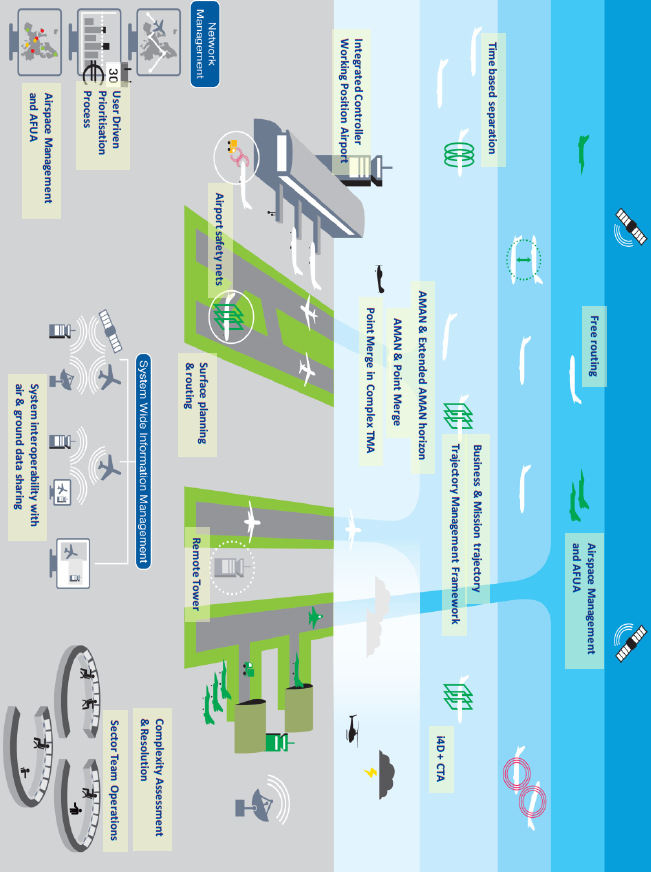 Free routing
Airspace Management
and AFUA
Time based separation
Business & Mission trajectory
Trajectory Management Framework
i4D + CTA
AMAN & Extended AMAN horizon
AMAN & Point Merge
Point Merge in Complex TMA
Integrated Controller
Working Position Airport
Airport safety nets
Surface planning
& routing
Remote Tower
Network
Management
30
User Driven
Prioritisation
Process
Airspace Management
and AFUA
System Wide Information Management
System interoperability with
air & ground data sharing
Complexity Assessment
& Resolution
Sector Team Operations